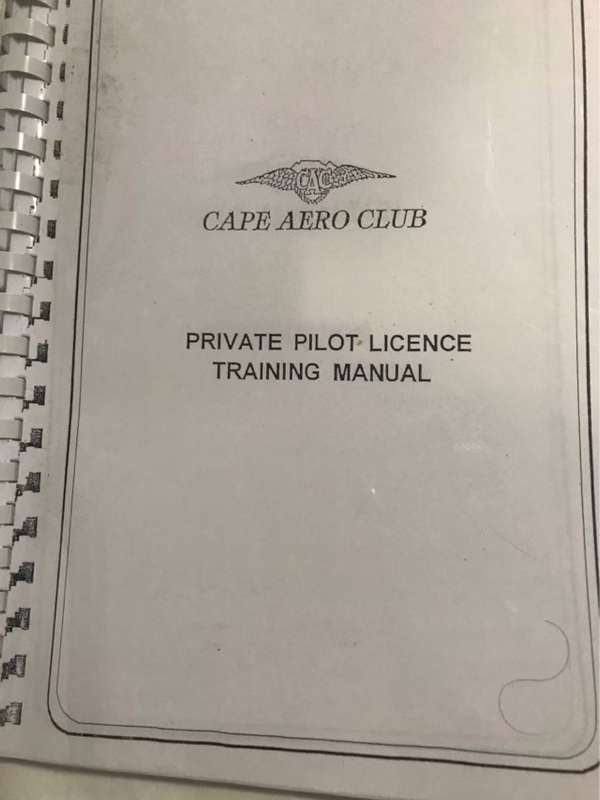 CAC
CAPE AERO CLUB
PRIVATE PILOT LICENCE
TRAINING MANUAL